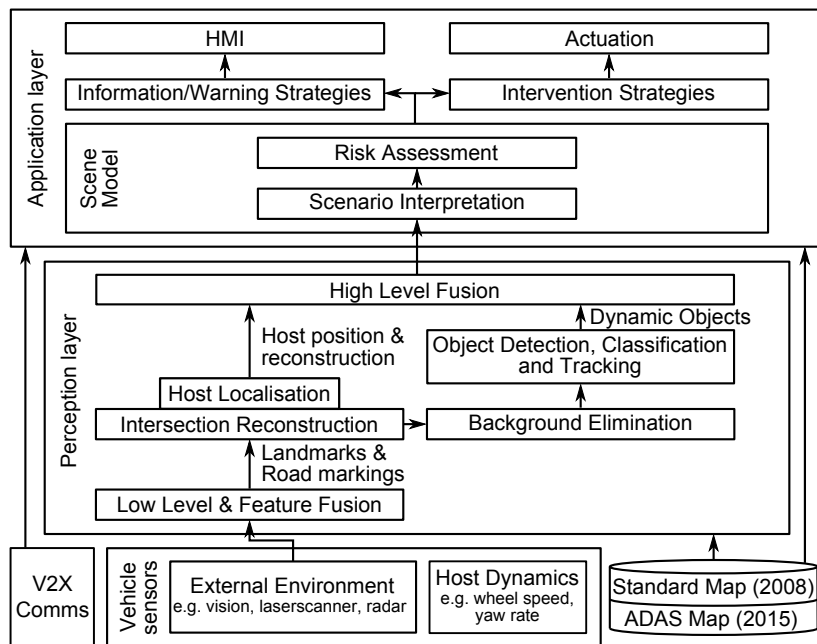 Application layer
HMI
Actuation
Information/Warning Strategies
Intervention Strategies
Scene
Model
Risk Assessment
Scenario Interpretation
Perception layer
High Level Fusion
Host position &
reconstruction
Dynamic Objects
Object Detection, Classification
and Tracking
Host Localisation
Intersection Reconstruction
Background Elimination
Landmarks &
Road markings
Low Level & Feature Fusion
V2X
Comms
Vehicle
sensors
External Environment
e.g. vision, laserscanner, radar
Host Dynamics
e.g. wheel speed,
yaw rate
Standard Map (2008)
ADAS Map (2015)